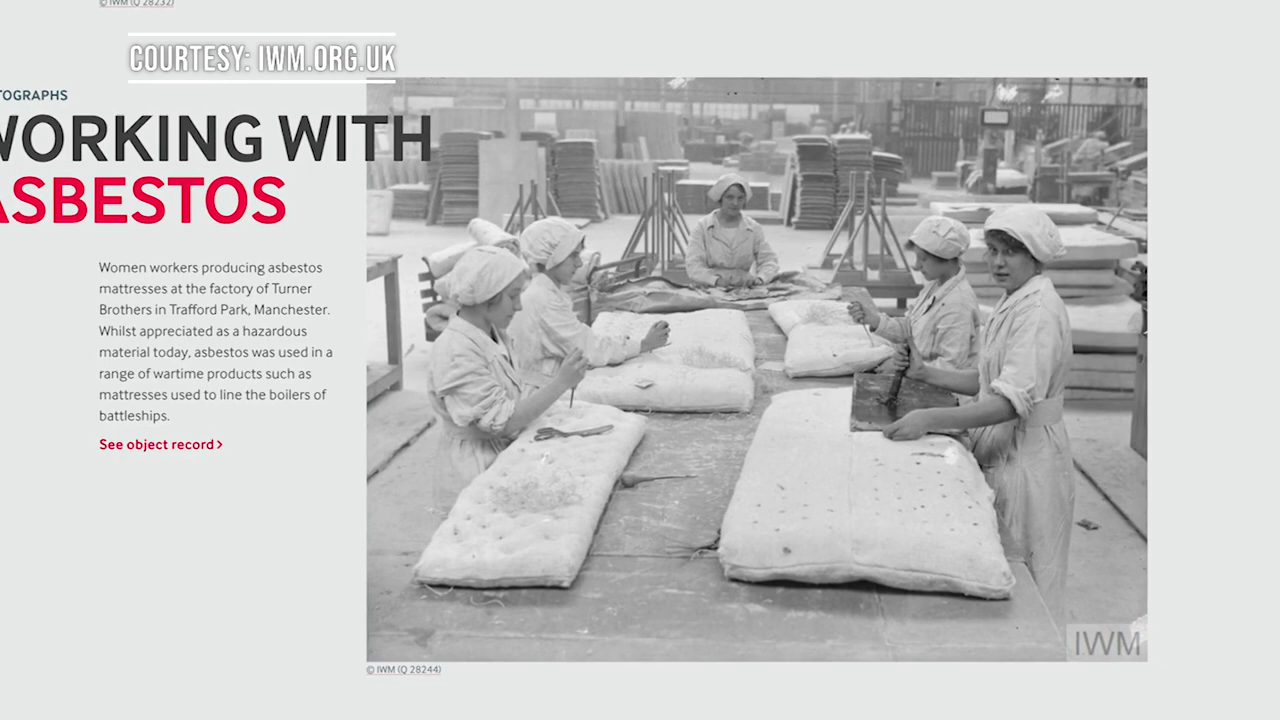 © IWM (Q 28232)
COURTESY: IWM.ORG.UK
TOGRAPHS
WORKING WITH
ASBESTOS
Women workers producing asbestos
mattresses at the factory of Turner
Brothers in Trafford Park, Manchester.
Whilst appreciated as a hazardous
material today, asbestos was used in a
range of wartime products such as
mattresses used to line the boilers of
battleships.
See object record >
IWM
© IWM (Q 28244)